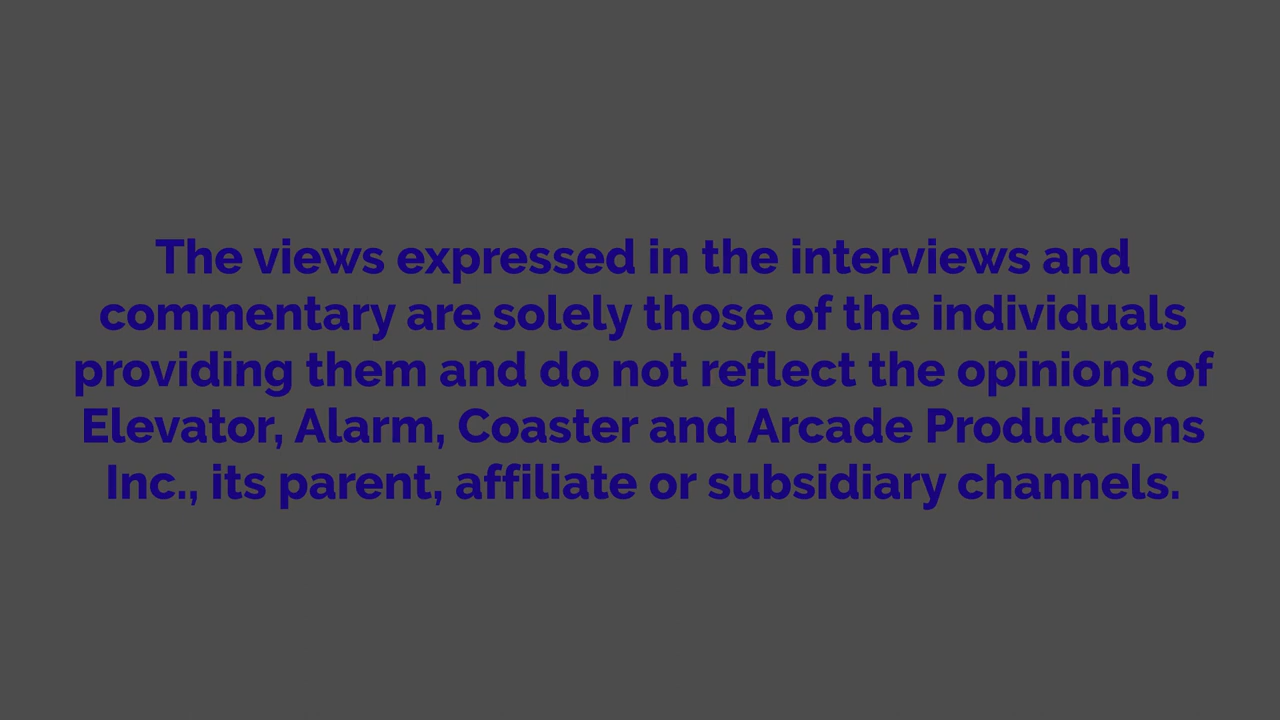 The views expressed in the interviews and
commentary are solely those of the individuals
providing them and do not reflect the opinions of
Elevator, Alarm, Coaster and Arcade Productions
Inc., its parent, affiliate or subsidiary channels.